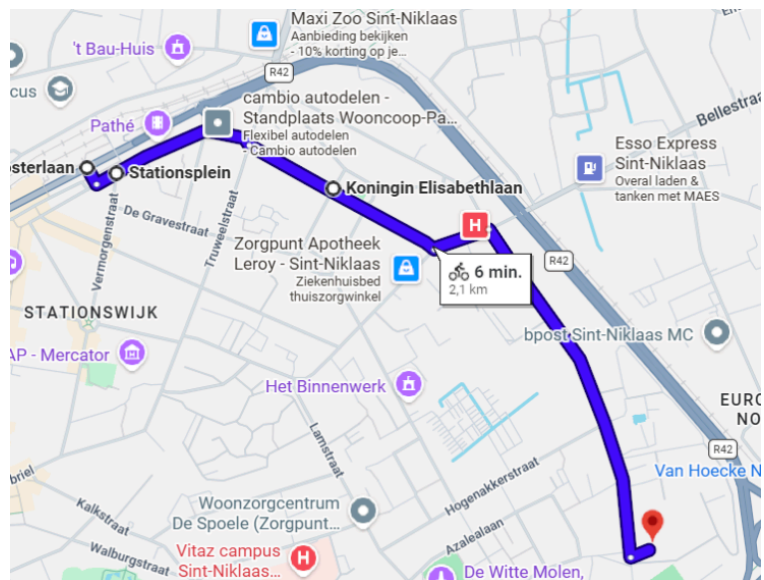 Maxi Zoo Sint-Niklaas
Aanbieding bekijken
- 10% korting op je...
't Bau-Huis
R42
cus
cambio autodelen -
Standplaats Wooncoop-Pa...
Flexibel autodelen
- Cambio autodelen
Pathé
Bellestraa
Esso Express
Sint-Niklaas
Overal laden &
tanken met MAES
osterlaan
Stationsplein
Koningin Elisabethlaan
De Gravestraat
Vermorgenstraat
Truweelstraat
H
Zorgpunt Apotheek
Leroy - Sint-Niklaas
Ziekenhuisbed
thuiszorgwinkel
R42
6 min.
2,1 km
STATIONSWIJK
bpost Sint-Niklaas MC
AP - Mercator
Het Binnenwerk
EURO
NO
Lamstraat
R42
Van Hoecke N
Hogenakkerstraat
briel
Kalkstraat
Woonzorgcentrum
De Spoele (Zorgpunt...
Azalealaan
Walburgstraat
Vitaz campus
Sint-Niklaas...
H
De Witte Molen,